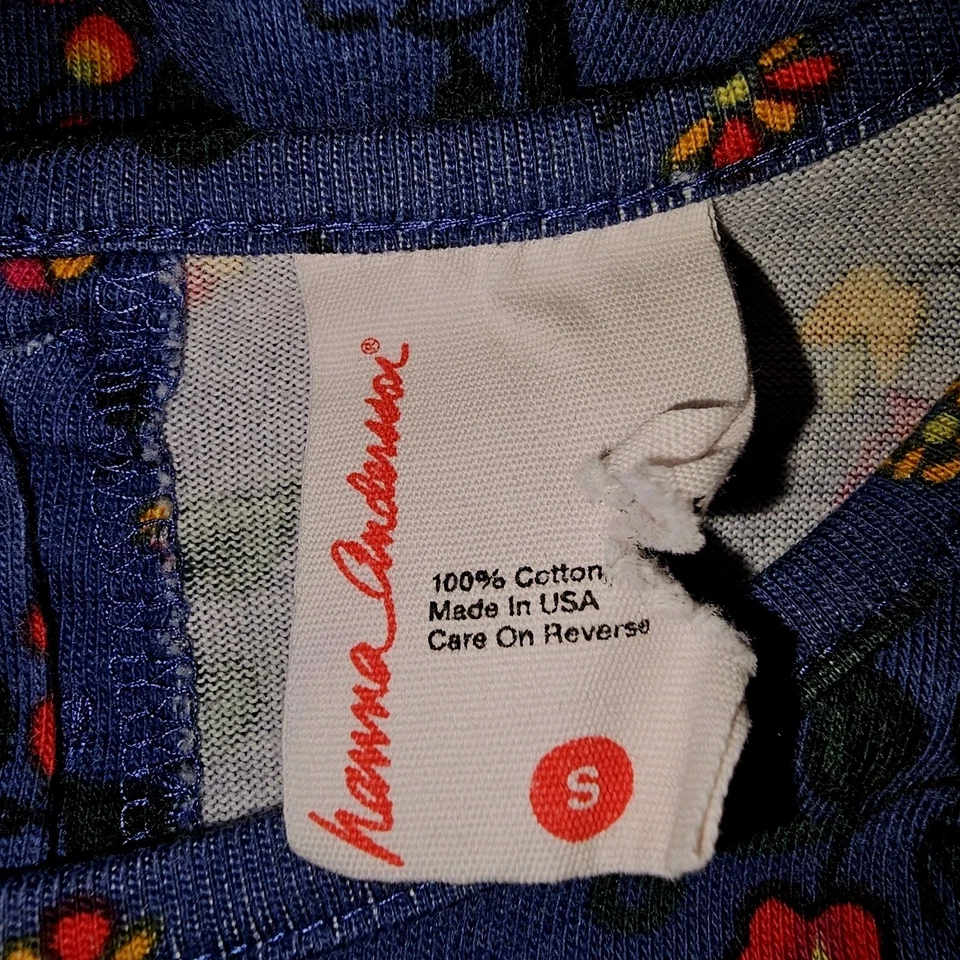 hanna Andersson®
100% Cotton,
Made In USA
Care On Reverse
S